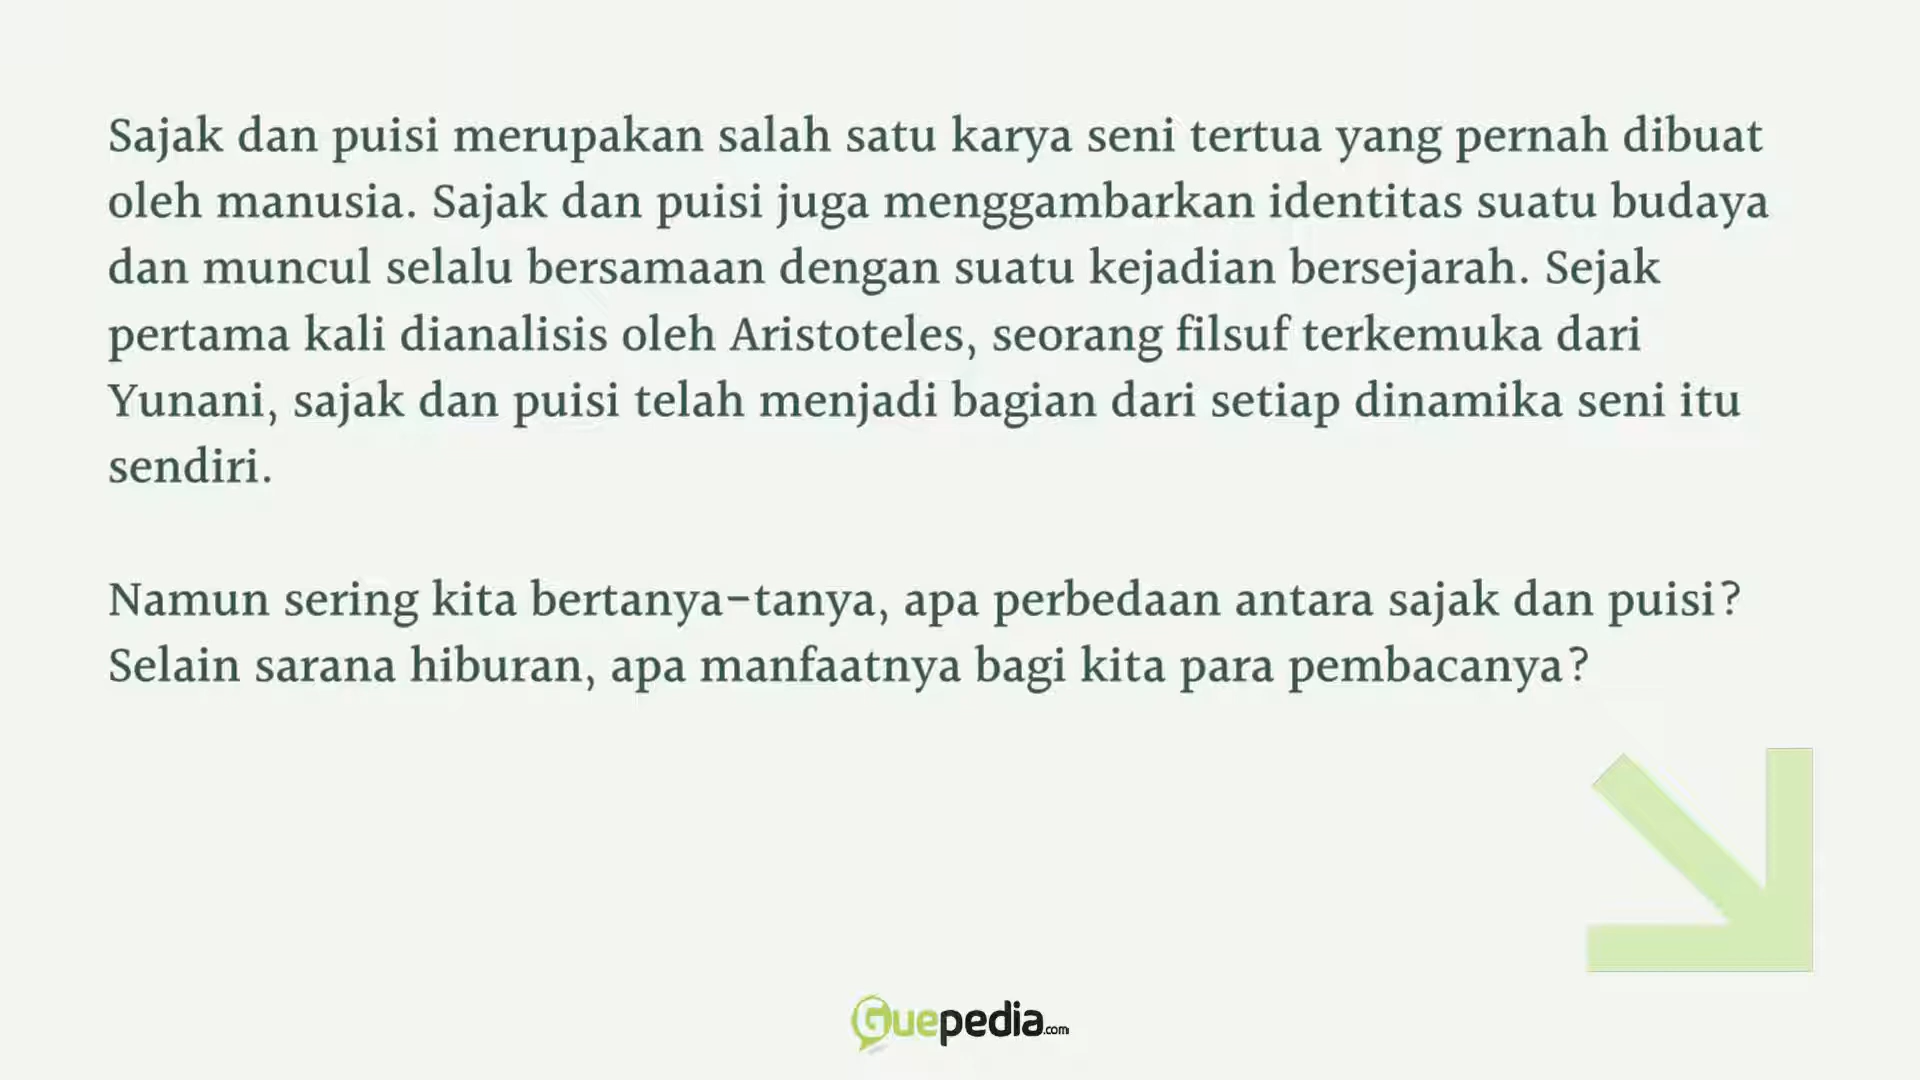 Sajak dan puisi merupakan salah satu karya seni tertua yang pernah dibuat
oleh manusia. Sajak dan puisi juga menggambarkan identitas suatu budaya
dan muncul selalu bersamaan dengan suatu kejadian bersejarah. Sejak
pertama kali dianalisis oleh Aristoteles, seorang filsuf terkemuka dari
Yunani, sajak dan puisi telah menjadi bagian dari setiap dinamika seni itu
sendiri.
Namun sering kita bertanya-tanya, apa perbedaan antara sajak dan puisi?
Selain sarana hiburan, apa manfaatnya bagi kita para pembacanya?
Guepedia.com